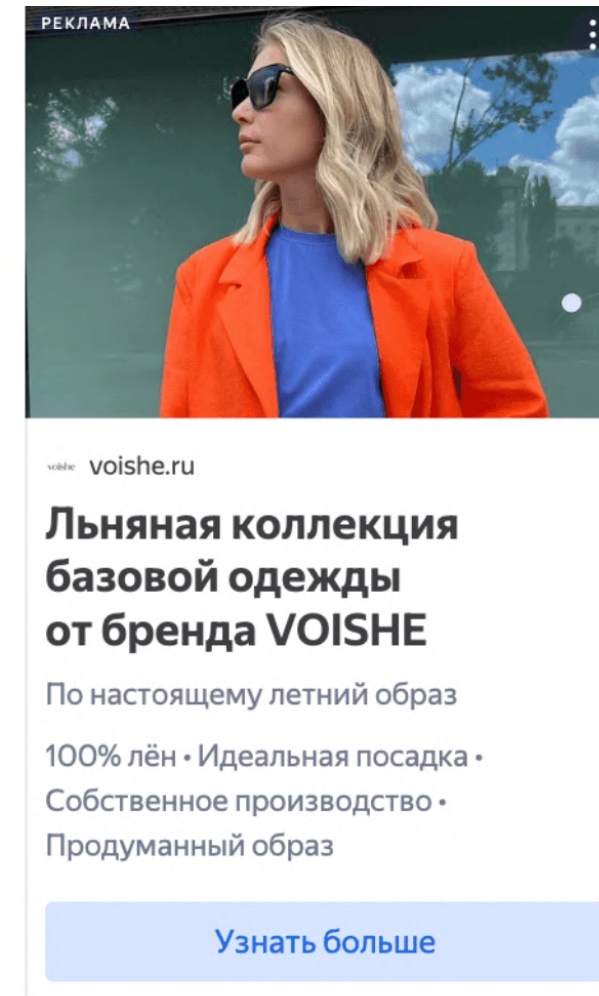 РЕКЛАМА
voishe voishe.ru
Льняная коллекция
базовой одежды
от бренда VOISHE
По настоящему летний образ
100% лён • Идеальная посадка •
Собственное производство •
Продуманный образ
Узнать больше